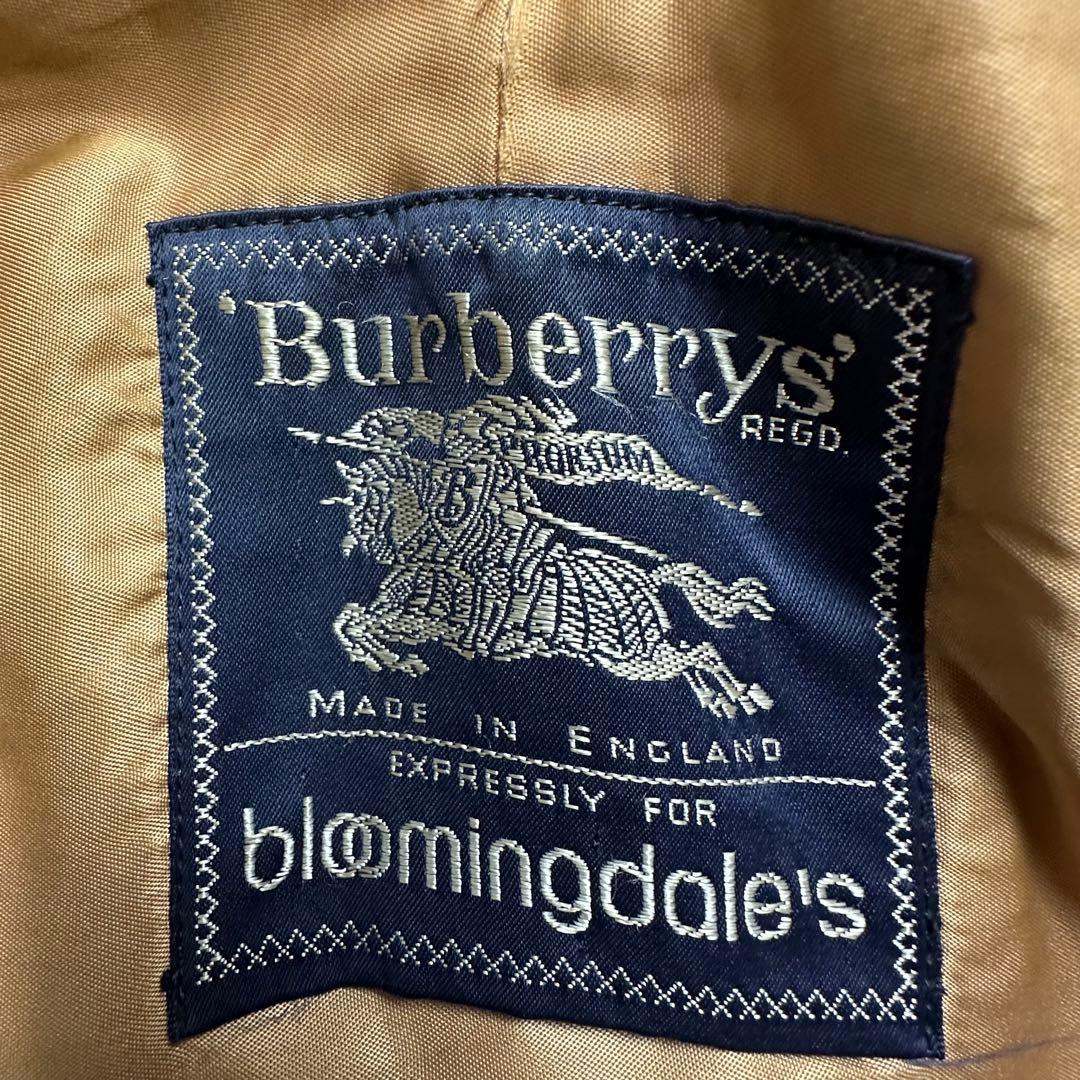 'Burberrys'
REGD.
PRORSUM
B
MADE IN ENGLAND
EXPRESSLY FOR
bloomingdale's